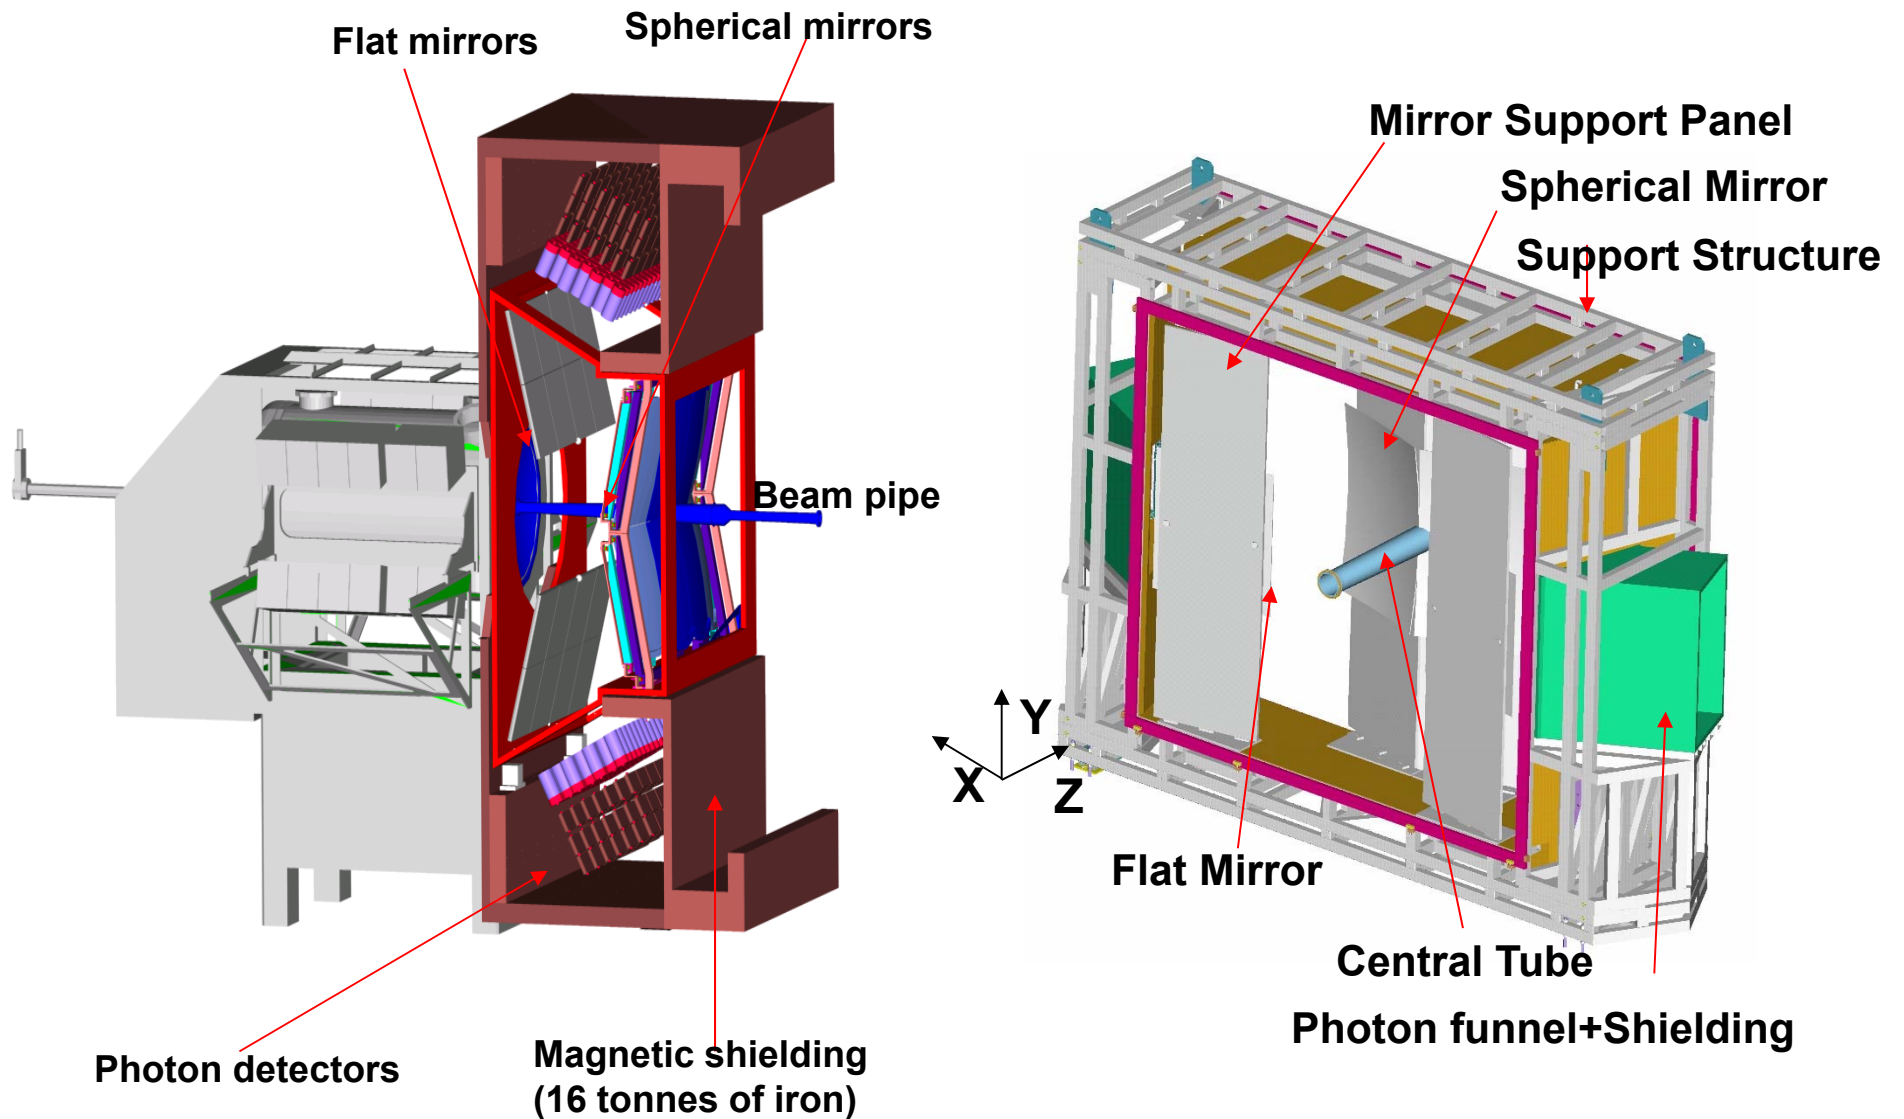 Flat mirrors
Spherical mirrors
Beam pipe
Photon detectors
Magnetic shielding
(16 tonnes of iron)
Mirror Support Panel
Spherical Mirror
Support Structure
Y
X
Z
Flat Mirror
Central Tube
Photon funnel+Shielding